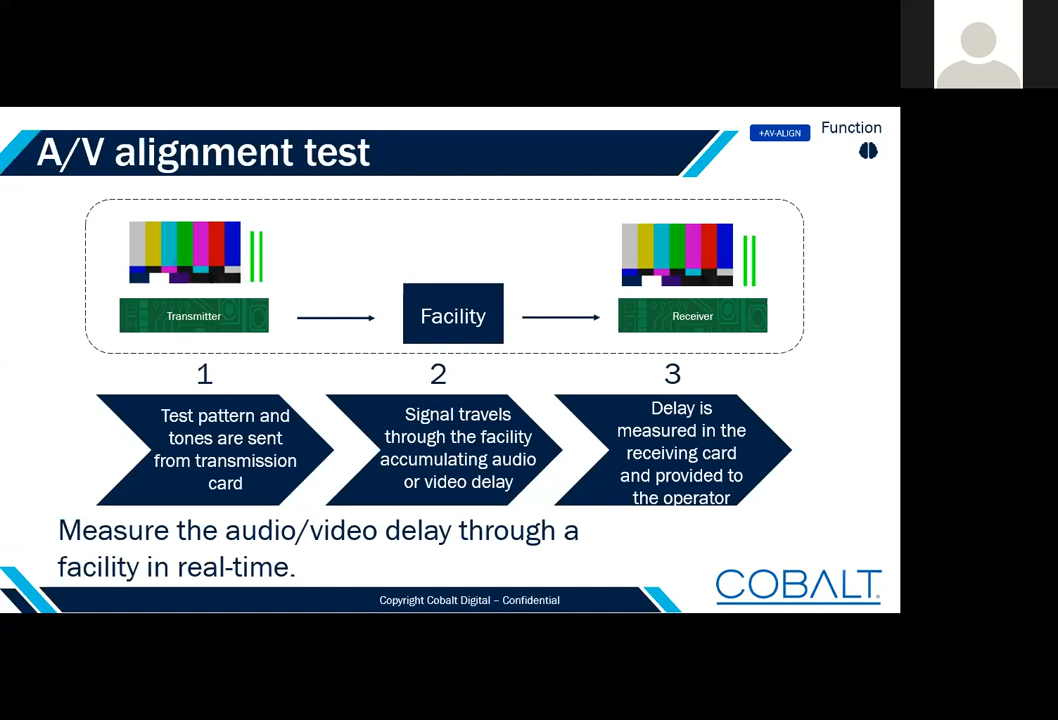 A/V alignment test
+AV-ALIGN
Function
Transmitter
Facility
Receiver
1
2
3
Test pattern and
tones are sent
from transmission
card
Signal travels
through the facility
accumulating audio
or video delay
Delay is
measured in the
receiving card
and provided to
the operator
Measure the audio/video delay through a
facility in real-time.
Copyright Cobalt Digital – Confidential
COBALT